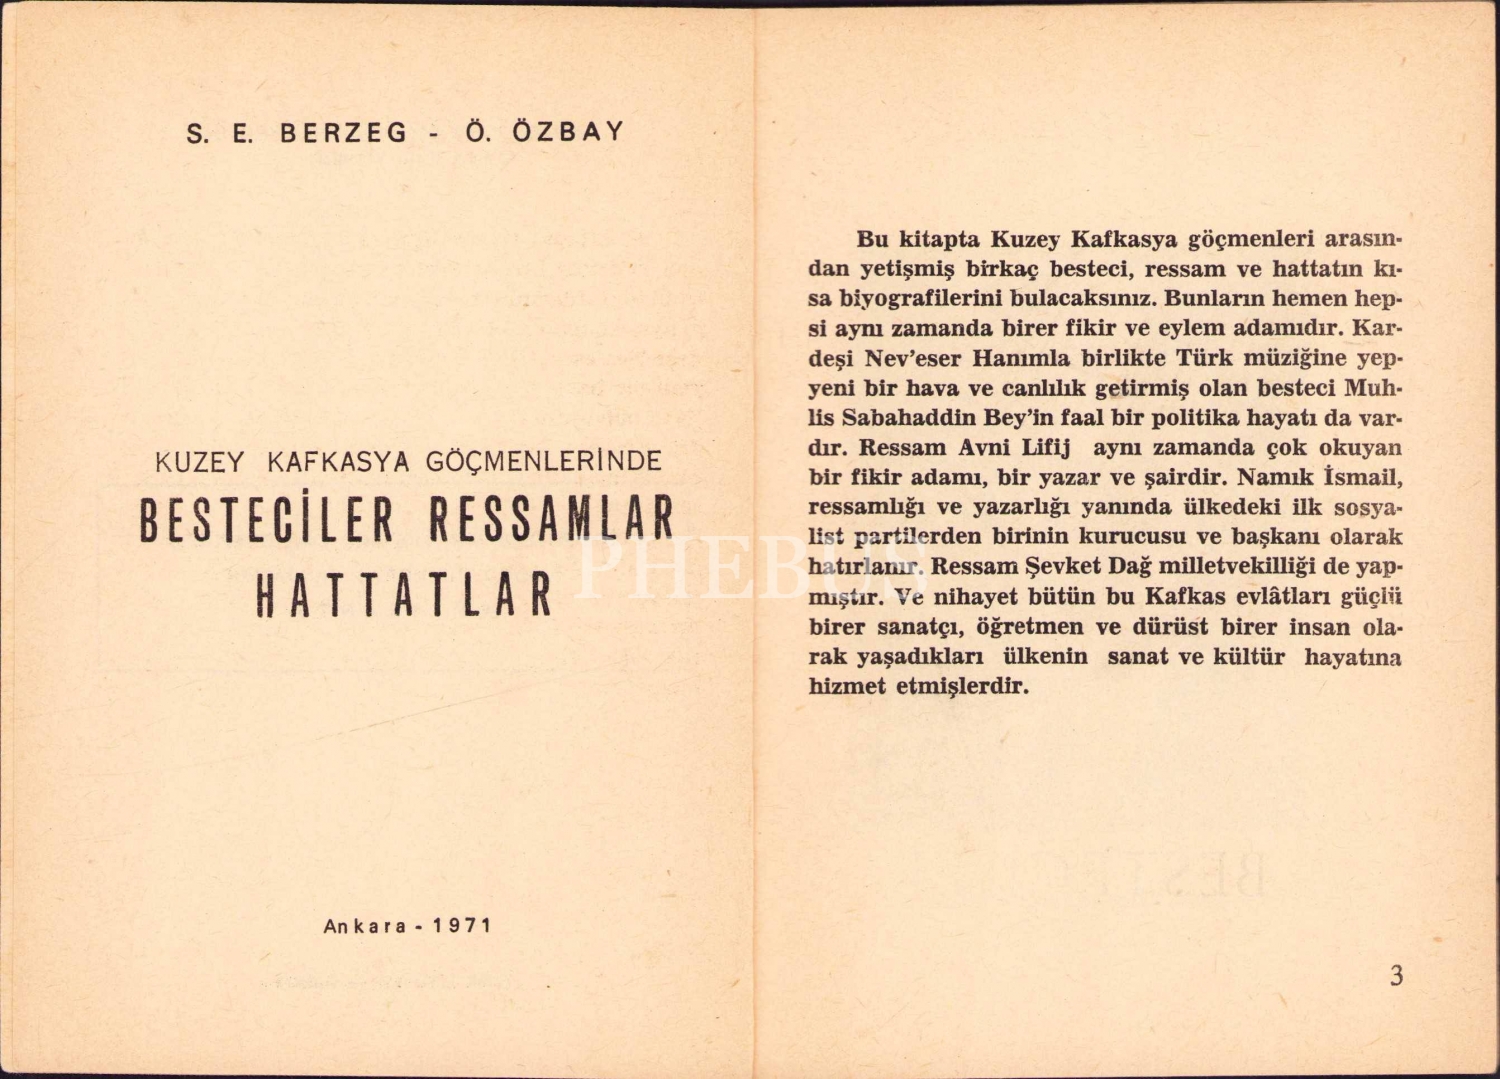 S. E. BERZEG - Ö. ÖZBAY
KUZEY KAFKASYA GÖÇMENLERİNDE
BESTECİLER RESSAMLAR
HATTATLAR
Ankara - 1971
Bu kitapta Kuzey Kafkasya göçmenleri arasın-
dan yetişmiş birkaç besteci, ressam ve hattatın kı-
sa biyografilerini bulacaksınız. Bunların hemen hep-
si aynı zamanda birer fikir ve eylem adamıdır. Kar-
deşi Nev'eser Hanımla birlikte Türk müziğine yep-
yeni bir hava ve canlılık getirmiş olan besteci Muh-
lis Sabahaddin Bey'in faal bir politika hayatı da var-
dır. Ressam Avni Lifij aynı zamanda çok okuyan
bir fikir adamı, bir yazar ve şairdir. Namık İsmail,
ressamlığı ve yazarlığı yanında ülkedeki ilk sosya-
list partilerden birinin kurucusu ve başkanı olarak
hatırlanır. Ressam Şevket Dağ milletvekilliği de yap-
mıştır. Ve nihayet bütün bu Kafkas evlâtları güçlü
birer sanatçı, öğretmen ve dürüst birer insan ola-
rak yaşadıkları ülkenin sanat ve kültür hayatına
hizmet etmişlerdir.
3
PHEBUS